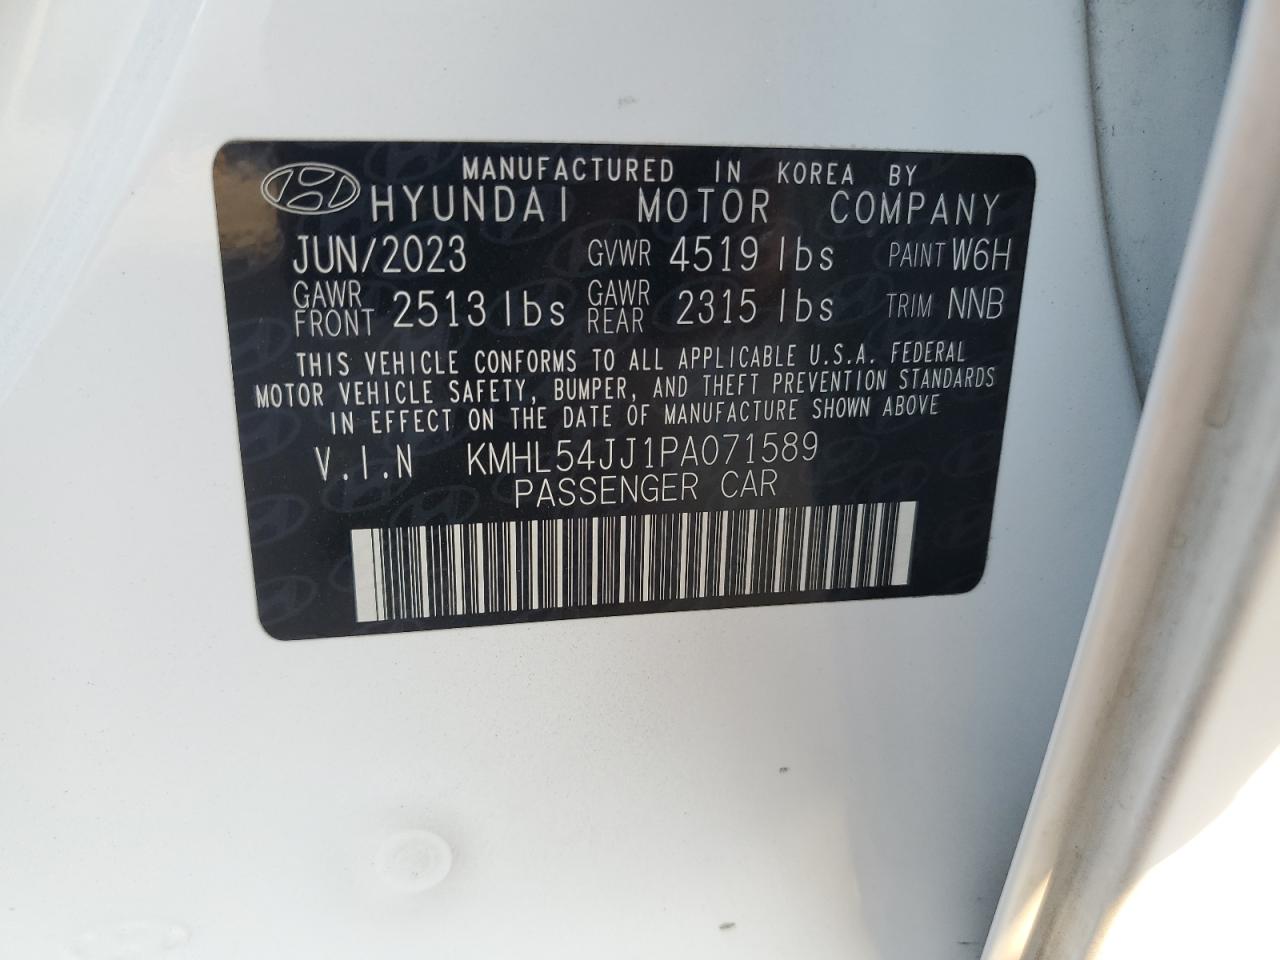 MANUFACTURED IN KOREA BY
HYUNDAI MOTOR COMPANY
JUN/2023 GVWR 4519 lbs PAINT W6H
GAWR FRONT 2513 lbs GAWR REAR 2315 lbs TRIM NNB
THIS VEHICLE CONFORMS TO ALL APPLICABLE U.S.A. FEDERAL
MOTOR VEHICLE SAFETY, BUMPER, AND THEFT PREVENTION STANDARDS
IN EFFECT ON THE DATE OF MANUFACTURE SHOWN ABOVE
V.I.N KMHL54JJ1PA071589
PASSENGER CAR